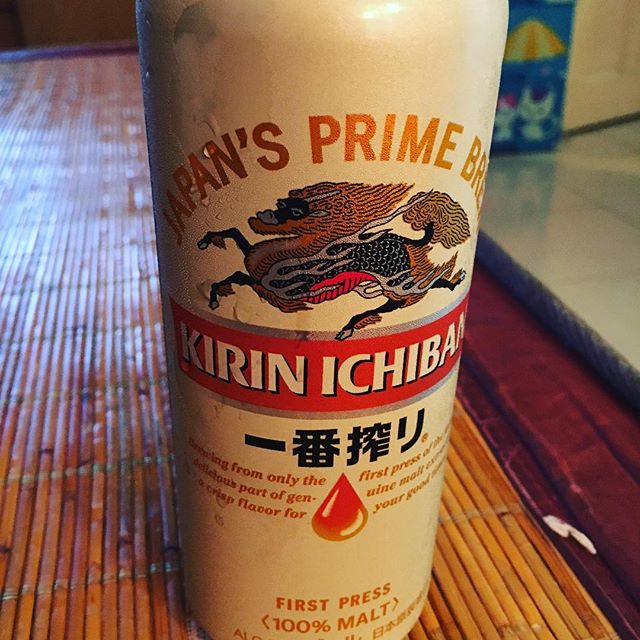 JAPAN'S PRIME
KIRIN ICHIBAN
一番搾り®
Brewing from only the first press of the
delicious part of gen- uine malt
a crisp flavor for your good
FIRST PRESS
〈100% MALT〉